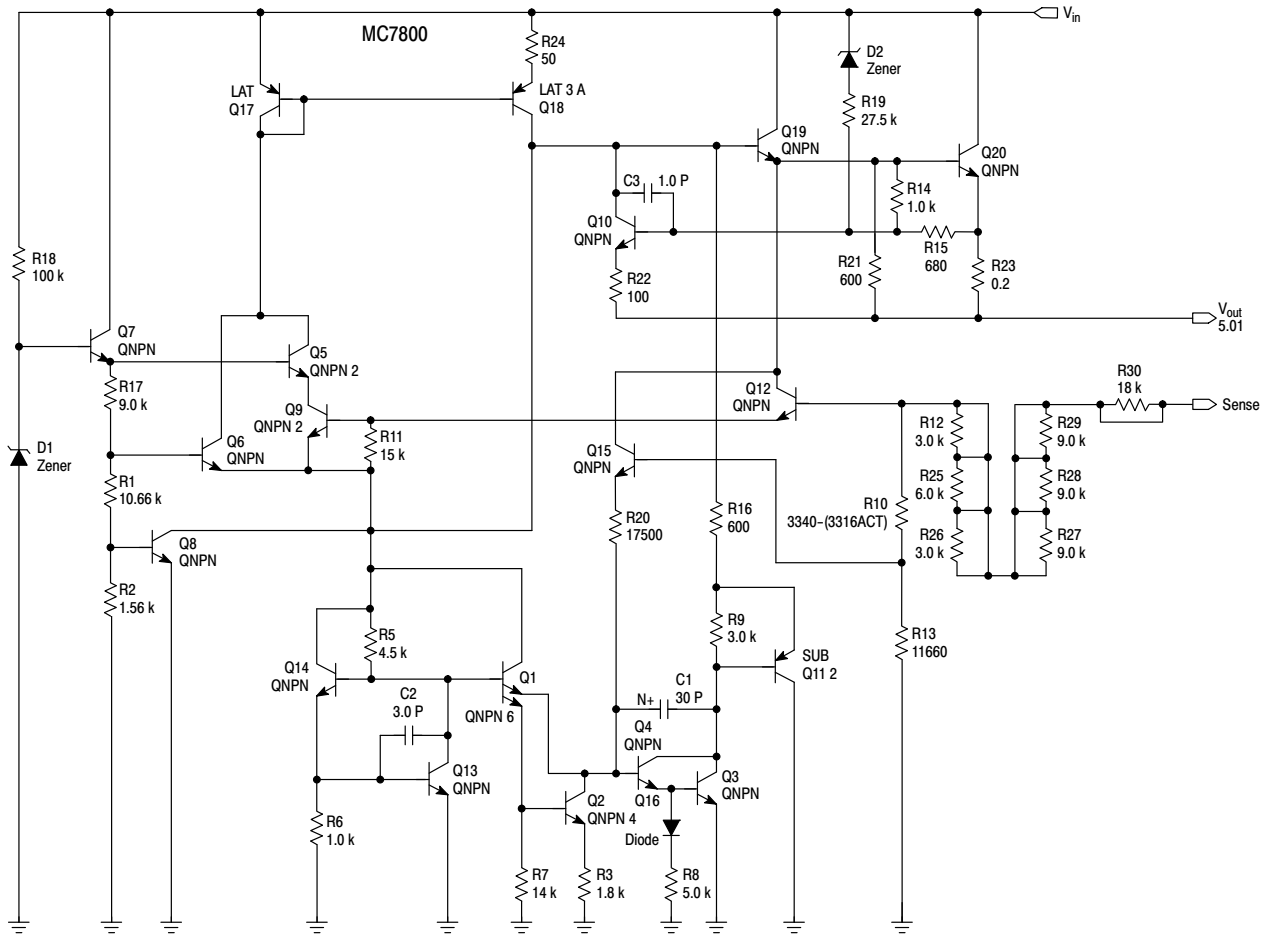 MC7800
V_in
R24
50
LAT
Q17
LAT 3 A
Q18
D2
Zener
R19
27.5 k
Q19
QNPN
Q20
QNPN
C3
1.0 P
R14
1.0 k
Q10
QNPN
R15
680
R18
100 k
R21
600
R23
0.2
R22
100
V_out
5.01
Q7
QNPN
Q5
QNPN 2
R17
9.0 k
R30
18 k
Q12
QNPN
Sense
Q9
QNPN 2
R12
3.0 k
R29
9.0 k
R11
15 k
Q6
QNPN
D1
Zener
Q15
QNPN
R25
6.0 k
R28
9.0 k
R1
10.66 k
R10
3340-(3316ACT)
R16
600
R20
17500
R26
3.0 k
R27
9.0 k
Q8
QNPN
R2
1.56 k
R9
3.0 k
R13
11660
R5
4.5 k
SUB
Q11 2
Q14
QNPN
Q1
QNPN 6
C2
3.0 P
C1
30 P
N+
Q4
QNPN
Q13
QNPN
Q3
QNPN
Q16
Q2
QNPN 4
R6
1.0 k
Diode
R7
14 k
R3
1.8 k
R8
5.0 k